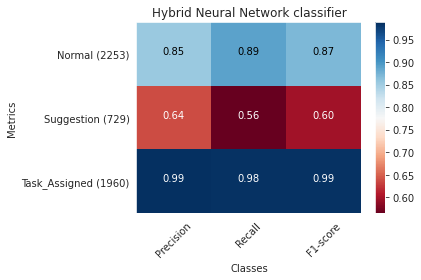 Hybrid Neural Network classifier
Metrics
Normal (2253)
0.85 0.89 0.87
Suggestion (729)
0.64 0.56 0.60
Task_Assigned (1960)
0.99 0.98 0.99
Precision Recall F1-score
Classes
0.95
0.90
0.85
0.80
0.75
0.70
0.65
0.60